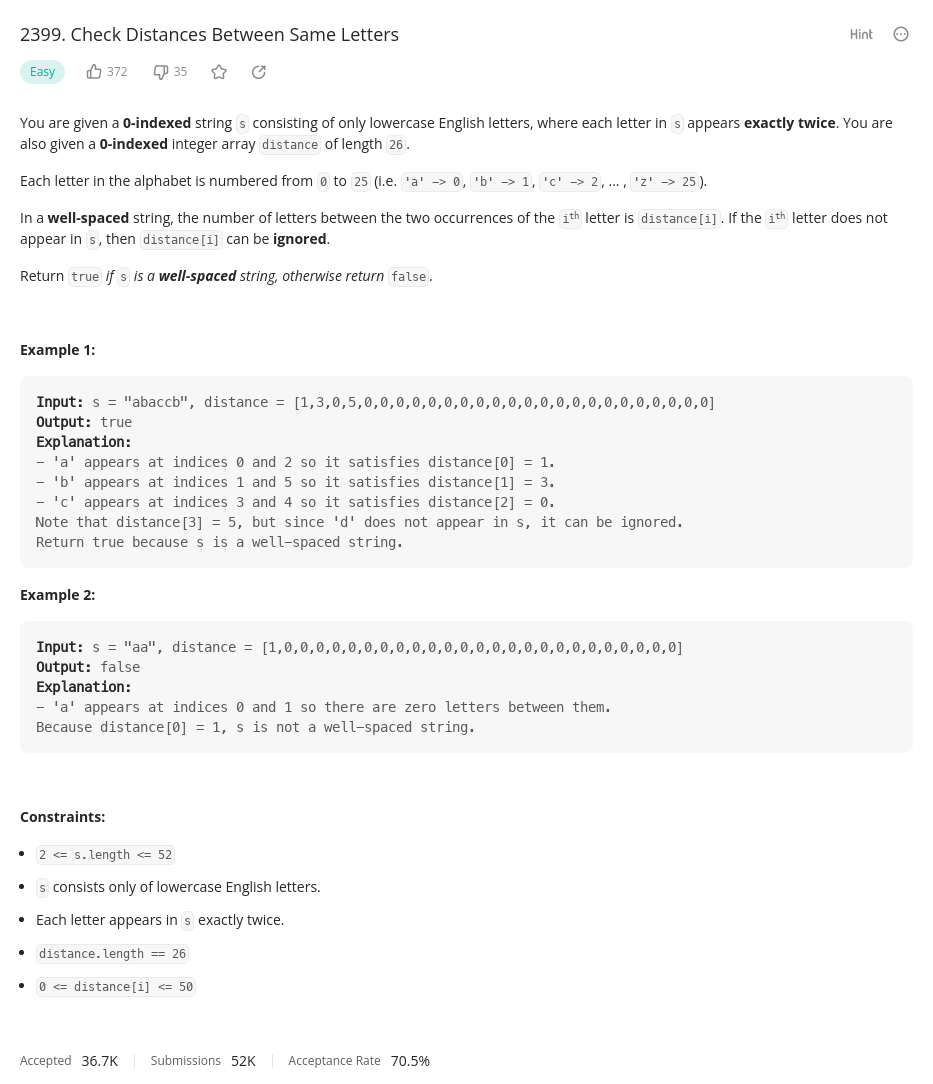 2399. Check Distances Between Same Letters
Hint
Easy 372 35
You are given a 0-indexed string s consisting of only lowercase English letters, where each letter in s appears exactly twice. You are
also given a 0-indexed integer array distance of length 26.
Each letter in the alphabet is numbered from 0 to 25 (i.e. 'a' -> 0, 'b' -> 1, 'c' -> 2, ... , 'z' -> 25).
In a well-spaced string, the number of letters between the two occurrences of the ith letter is distance[i]. If the ith letter does not
appear in s, then distance[i] can be ignored.
Return true if s is a well-spaced string, otherwise return false.
Example 1:
Input: s = "abaccb", distance = [1,3,0,5,0,0,0,0,0,0,0,0,0,0,0,0,0,0,0,0,0,0,0,0,0,0]
Output: true
Explanation:
- 'a' appears at indices 0 and 2 so it satisfies distance[0] = 1.
- 'b' appears at indices 1 and 5 so it satisfies distance[1] = 3.
- 'c' appears at indices 3 and 4 so it satisfies distance[2] = 0.
Note that distance[3] = 5, but since 'd' does not appear in s, it can be ignored.
Return true because s is a well-spaced string.
Example 2:
Input: s = "aa", distance = [1,0,0,0,0,0,0,0,0,0,0,0,0,0,0,0,0,0,0,0,0,0,0,0,0,0]
Output: false
Explanation:
- 'a' appears at indices 0 and 1 so there are zero letters between them.
Because distance[0] = 1, s is not a well-spaced string.
Constraints:
• 2 <= s.length <= 52
• s consists only of lowercase English letters.
• Each letter appears in s exactly twice.
• distance.length == 26
• 0 <= distance[i] <= 50
Accepted 36.7K Submissions 52K Acceptance Rate 70.5%